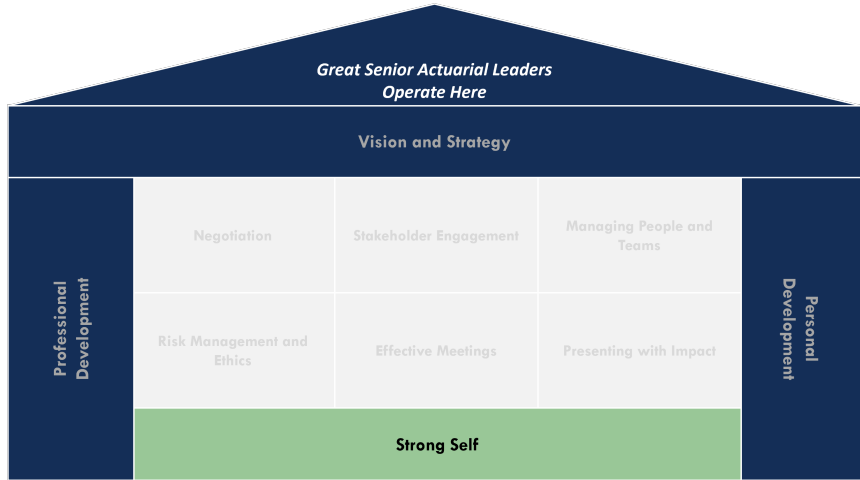 Great Senior Actuarial Leaders
Operate Here
Vision and Strategy
Professional
Development
Negotiation
Stakeholder Engagement
Managing People and
Teams
Risk Management and
Ethics
Effective Meetings
Presenting with Impact
Personal
Development
Strong Self